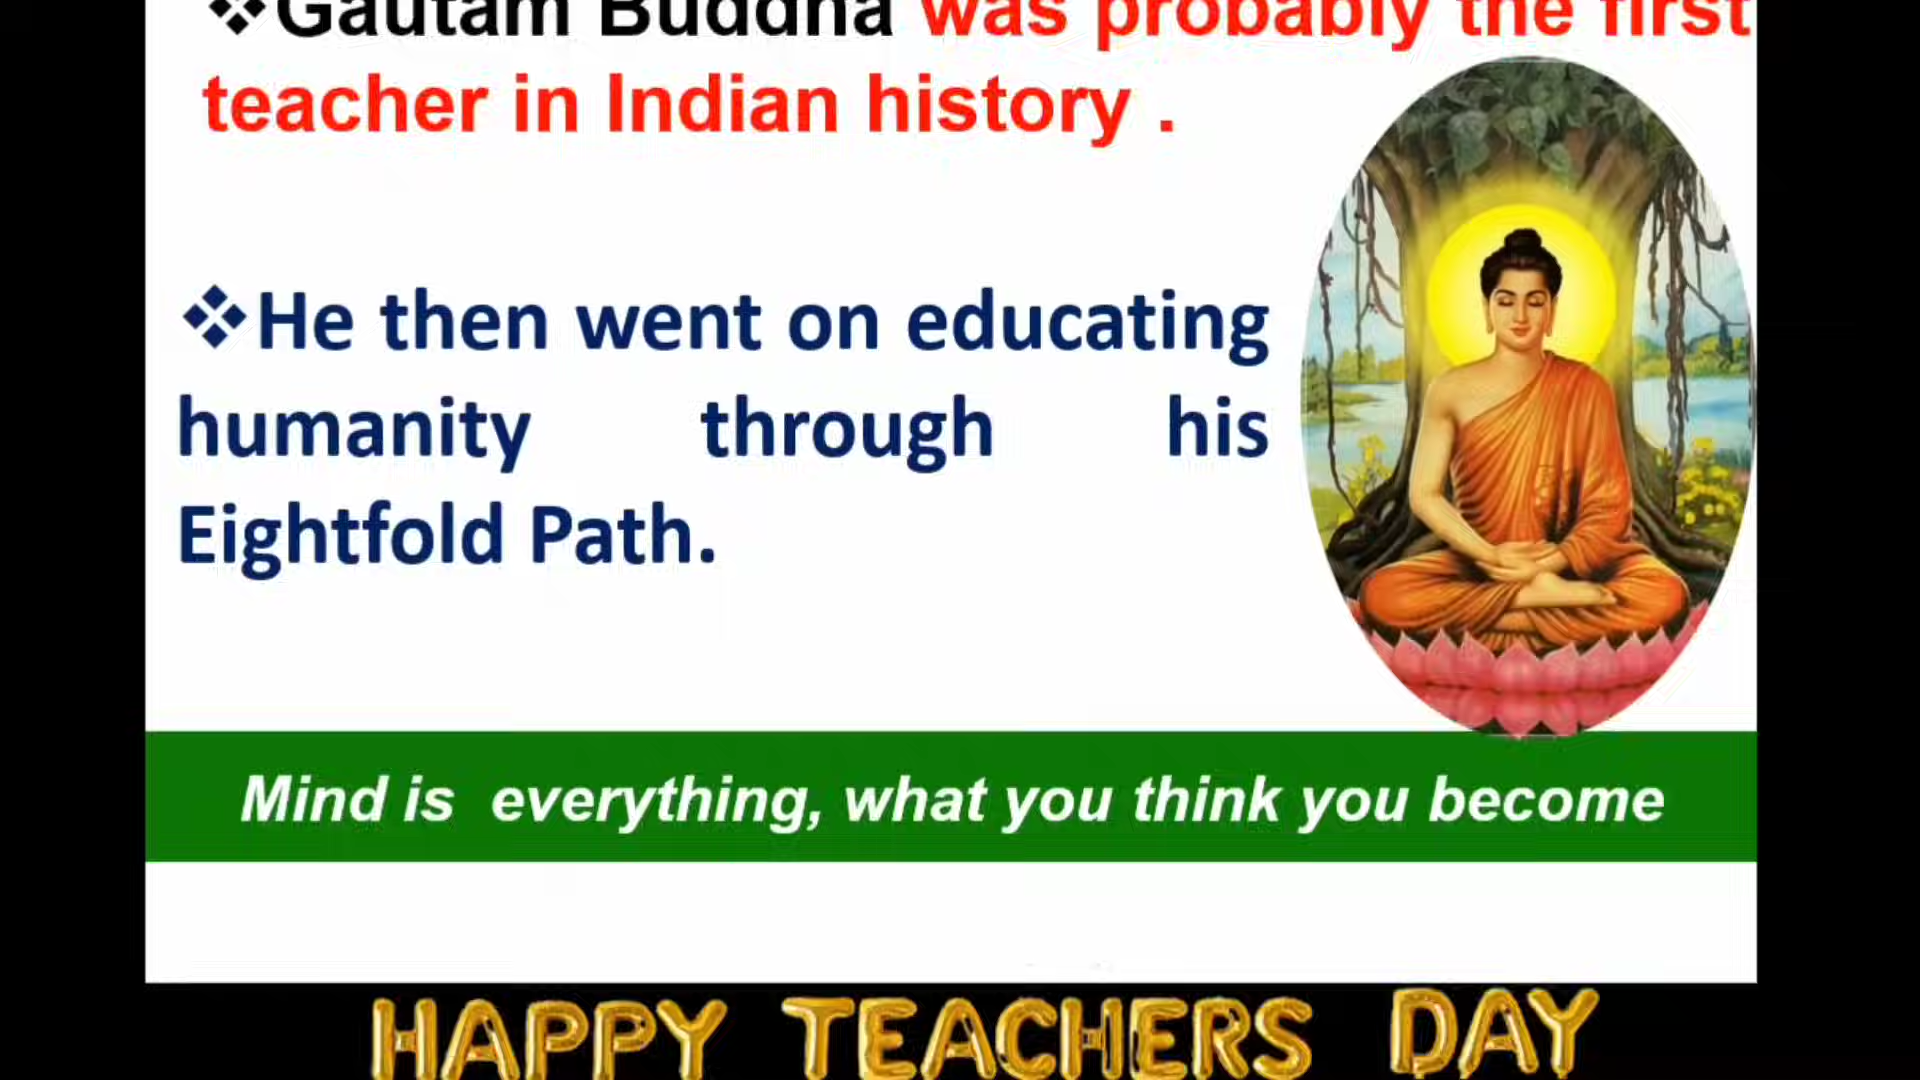 ❖Gautam Buddha was probably the first
teacher in Indian history .
❖He then went on educating
humanity through his
Eightfold Path.
Mind is everything, what you think you become
HAPPY TEACHERS DAY